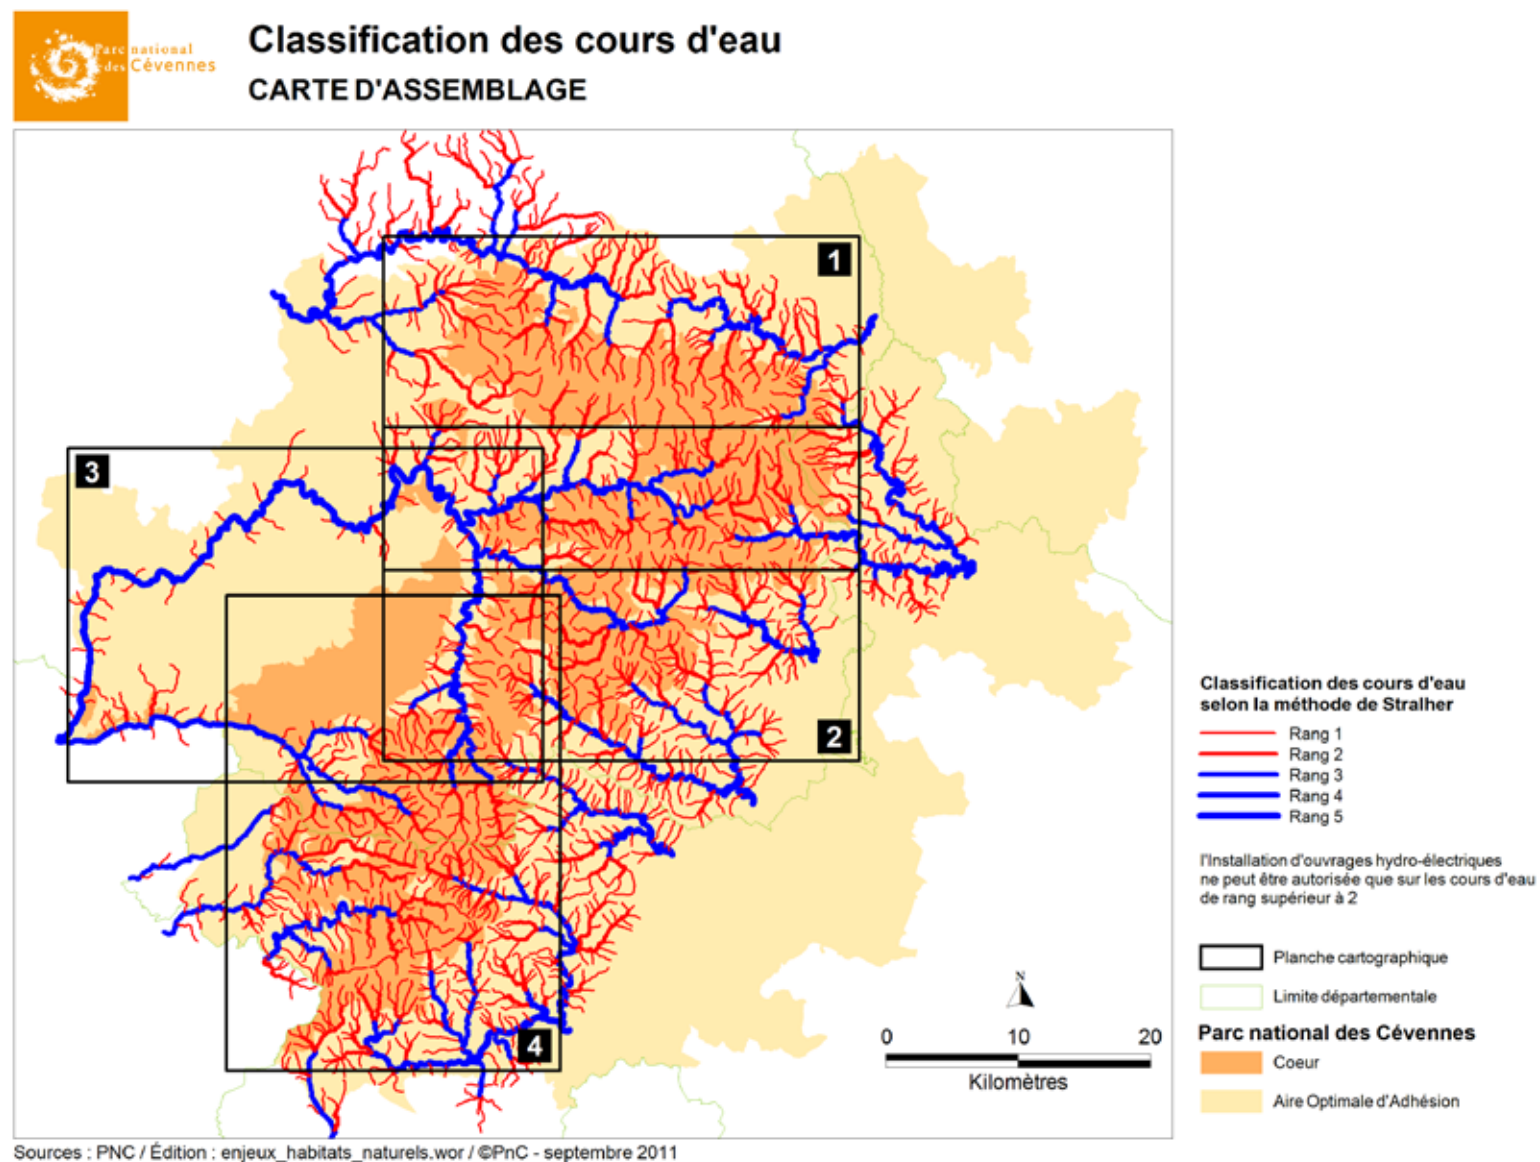 Parc national
des Cévennes
Classification des cours d'eau
CARTE D'ASSEMBLAGE
1
3
2
4
Classification des cours d'eau
selon la méthode de Stralher
Rang 1
Rang 2
Rang 3
Rang 4
Rang 5
l'Installation d'ouvrages hydro-électriques
ne peut être autorisée que sur les cours d'eau
de rang supérieur à 2
Planche cartographique
Limite départementale
Parc national des Cévennes
Coeur
Aire Optimale d'Adhésion
N
0 10 20
Kilomètres
Sources : PNC / Édition : enjeux_habitats_naturels.wor / ©PnC - septembre 2011